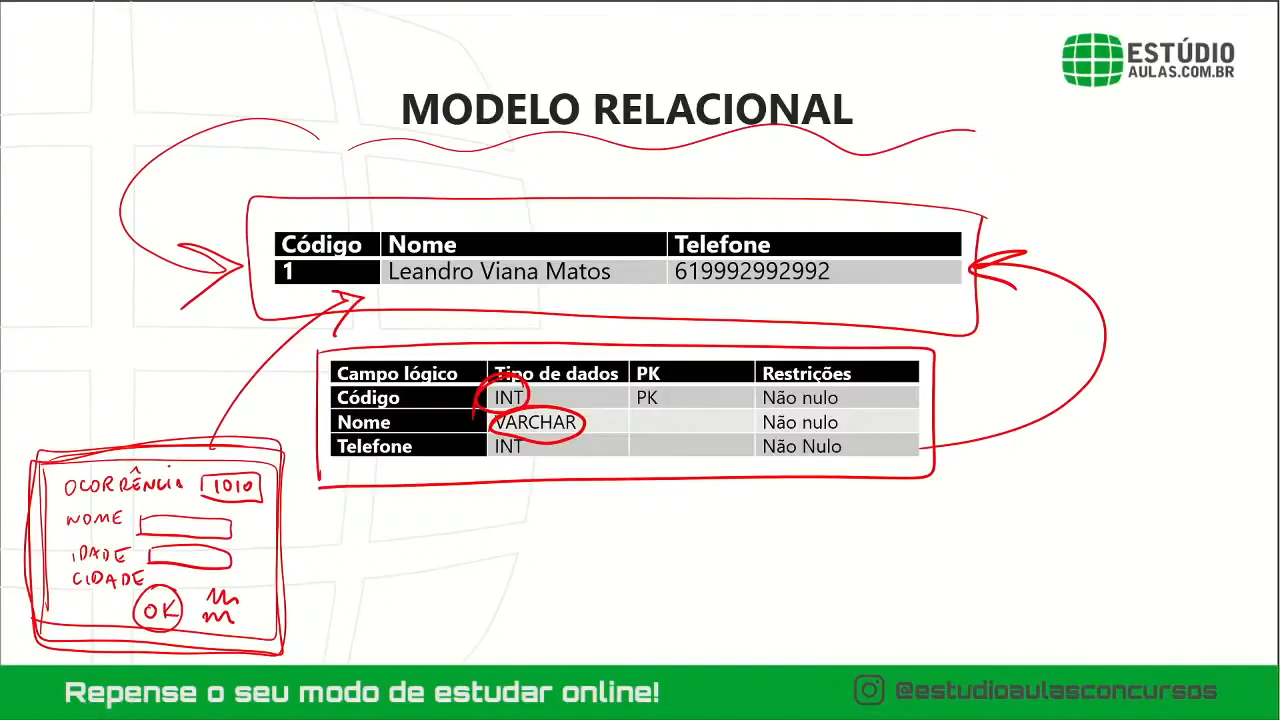 ESTÚDIO
AULAS.COM.BR
MODELO RELACIONAL
Código Nome Telefone
1 Leandro Viana Matos 619992992992
Campo lógico Tipo de dados PK Restrições
Código INT PK Não nulo
Nome VARCHAR Não nulo
Telefone INT Não Nulo
OCORRÊNCIA 1010
NOME
IDADE
CIDADE
OK
Repense o seu modo de estudar online! @estudioaulasconcursos